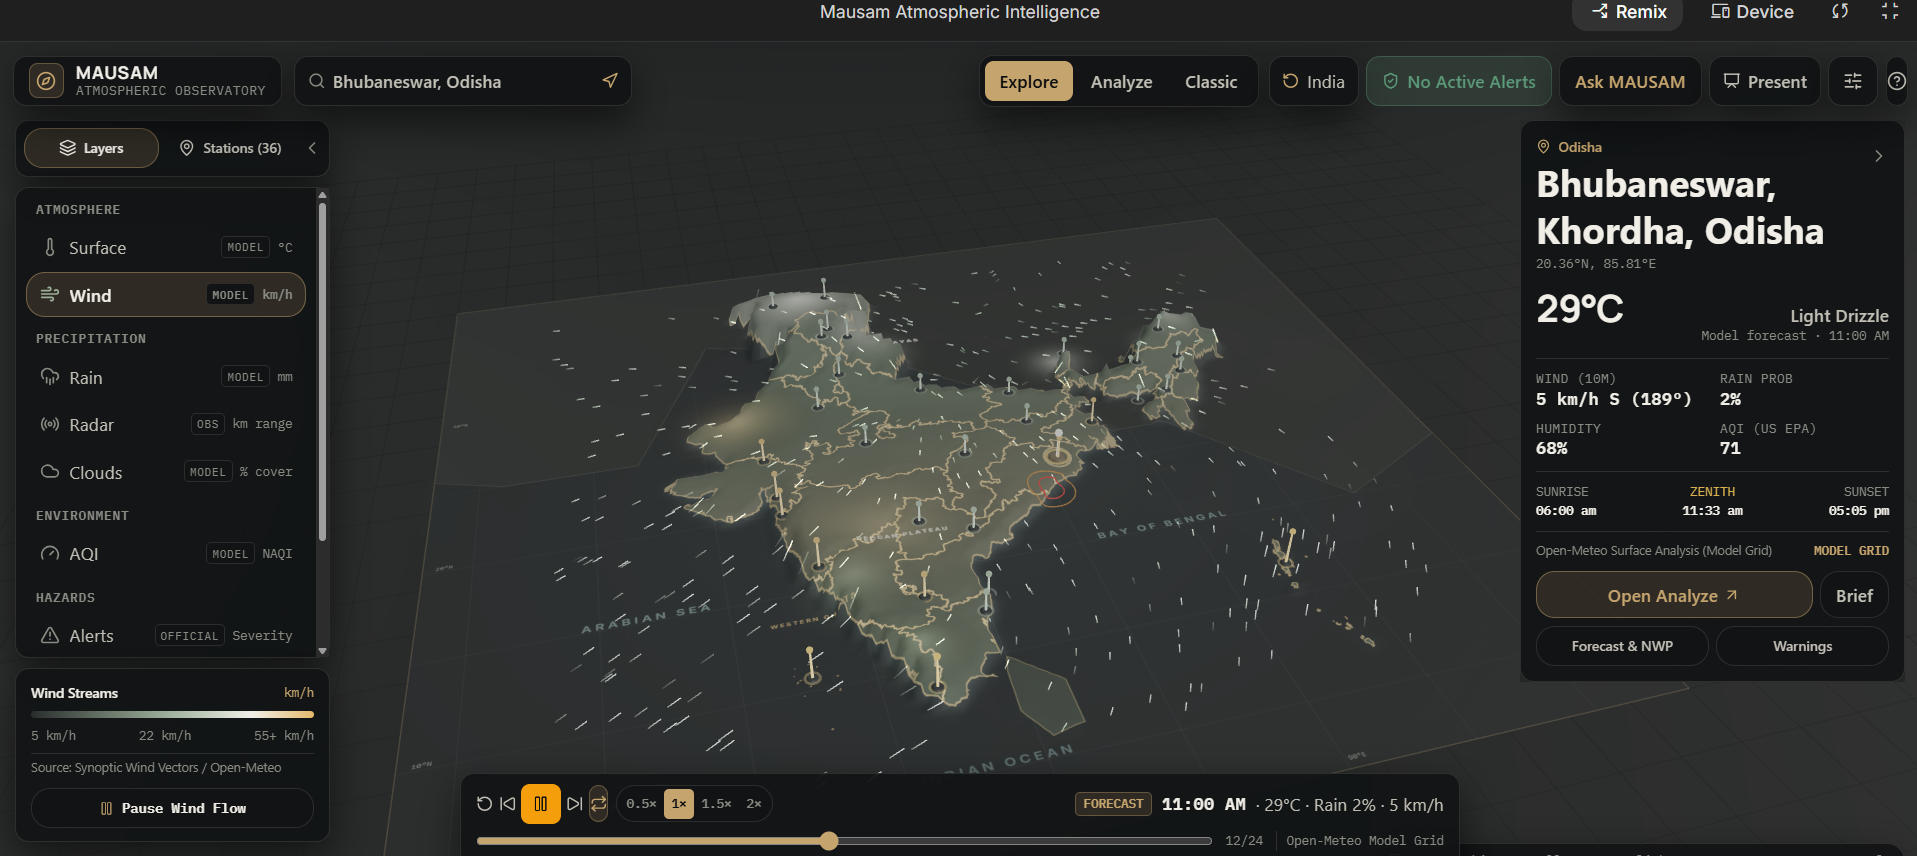 Mausam Atmospheric Intelligence
Remix
Device
MAUSAM
ATMOSPHERIC OBSERVATORY
Bhubaneswar, Odisha
Explore
Analyze
Classic
India
No Active Alerts
Ask MAUSAM
Present
Layers
Stations (36)
ATMOSPHERE
Surface MODEL °C
Wind MODEL km/h
PRECIPITATION
Rain MODEL mm
Radar OBS km range
Clouds MODEL % cover
ENVIRONMENT
AQI MODEL NAQI
HAZARDS
Alerts OFFICIAL Severity
Wind Streams km/h
5 km/h 22 km/h 55+ km/h
Source: Synoptic Wind Vectors / Open-Meteo
Pause Wind Flow
PLATEAU
BAY OF BENGAL
ARABIAN SEA
WESTERN
OCEAN
Odisha
Bhubaneswar,
Khordha, Odisha
20.36°N, 85.81°E
29°C
Light Drizzle
Model forecast · 11:00 AM
WIND (10M) RAIN PROB
5 km/h S (189°) 2%
HUMIDITY AQI (US EPA)
68% 71
SUNRISE ZENITH SUNSET
06:00 am 11:33 am 05:05 pm
Open-Meteo Surface Analysis (Model Grid) MODEL GRID
Open Analyze
Brief
Forecast & NWP
Warnings
0.5× 1× 1.5× 2×
FORECAST 11:00 AM · 29°C · Rain 2% · 5 km/h
12/24 Open-Meteo Model Grid